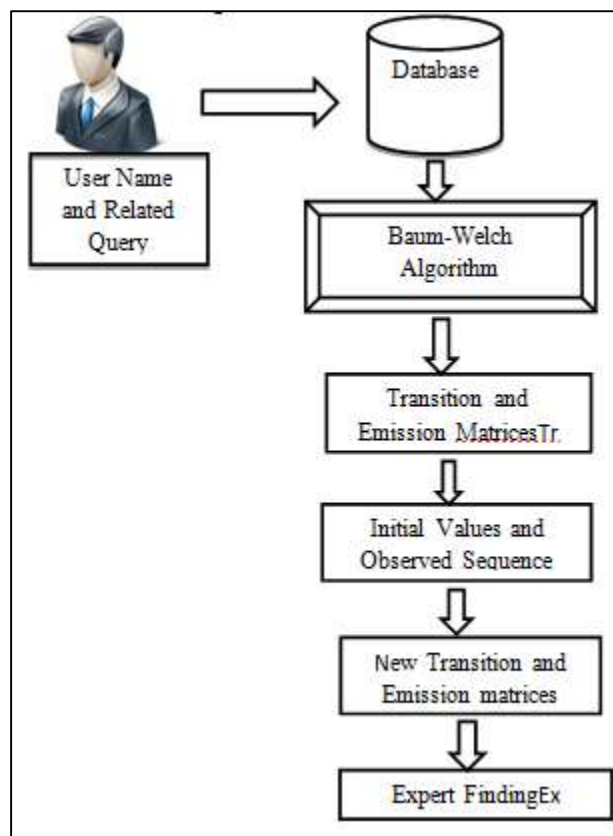 User Name
and Related
Query
Database
Baum-Welch
Algorithm
Transition and
Emission MatricesTr.
Initial Values and
Observed Sequence
New Transition and
Emission matrices
Expert FindingEx